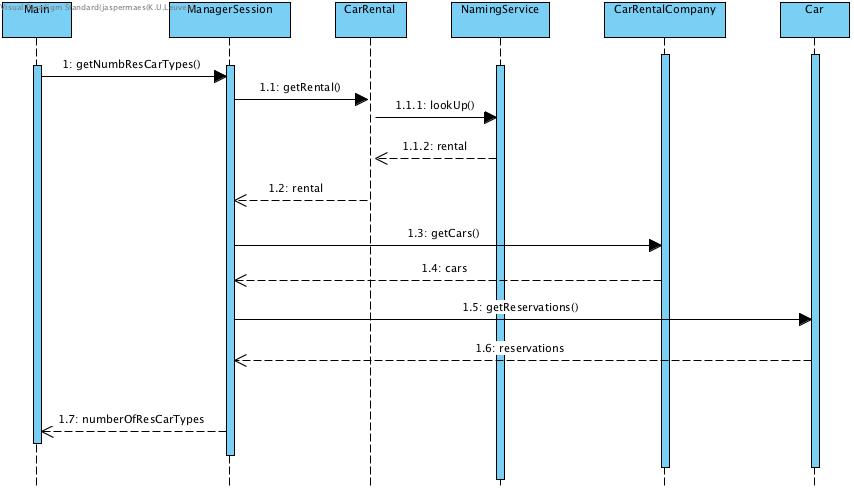 Visual Paradigm Standard(jaspermaes(K.U.Leuven))
Main
ManagerSession
CarRental
NamingService
CarRentalCompany
Car
1: getNumbResCarTypes()
1.1: getRental()
1.1.1: lookUp()
1.1.2: rental
1.2: rental
1.3: getCars()
1.4: cars
1.5: getReservations()
1.6: reservations
1.7: numberOfResCarTypes